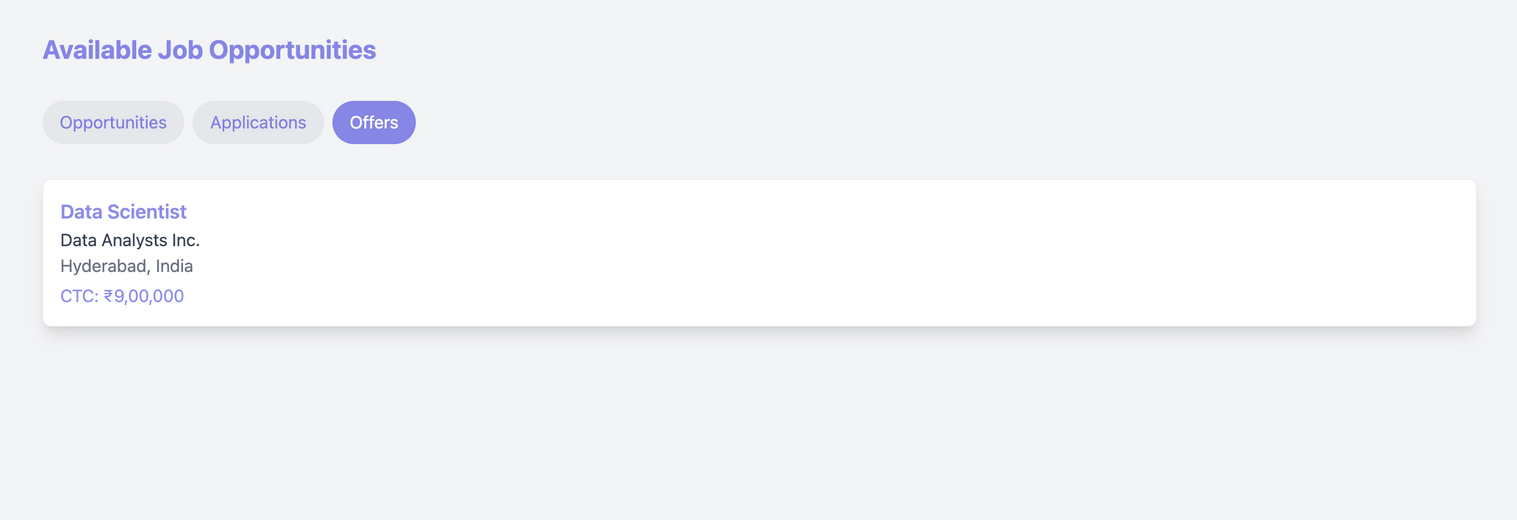 Available Job Opportunities
Opportunities Applications Offers
Data Scientist
Data Analysts Inc.
Hyderabad, India
CTC: ₹9,00,000